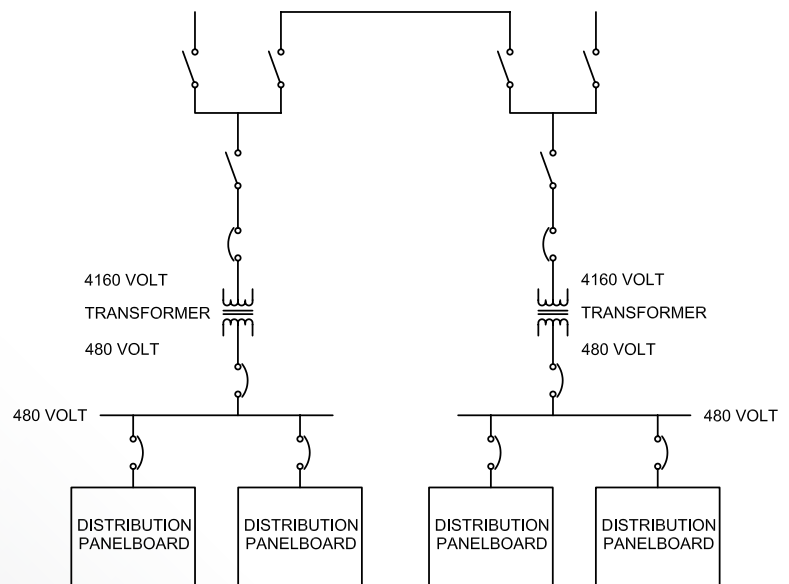 4160 VOLT
TRANSFORMER
480 VOLT
4160 VOLT
TRANSFORMER
480 VOLT
480 VOLT
480 VOLT
DISTRIBUTION
PANELBOARD
DISTRIBUTION
PANELBOARD
DISTRIBUTION
PANELBOARD
DISTRIBUTION
PANELBOARD